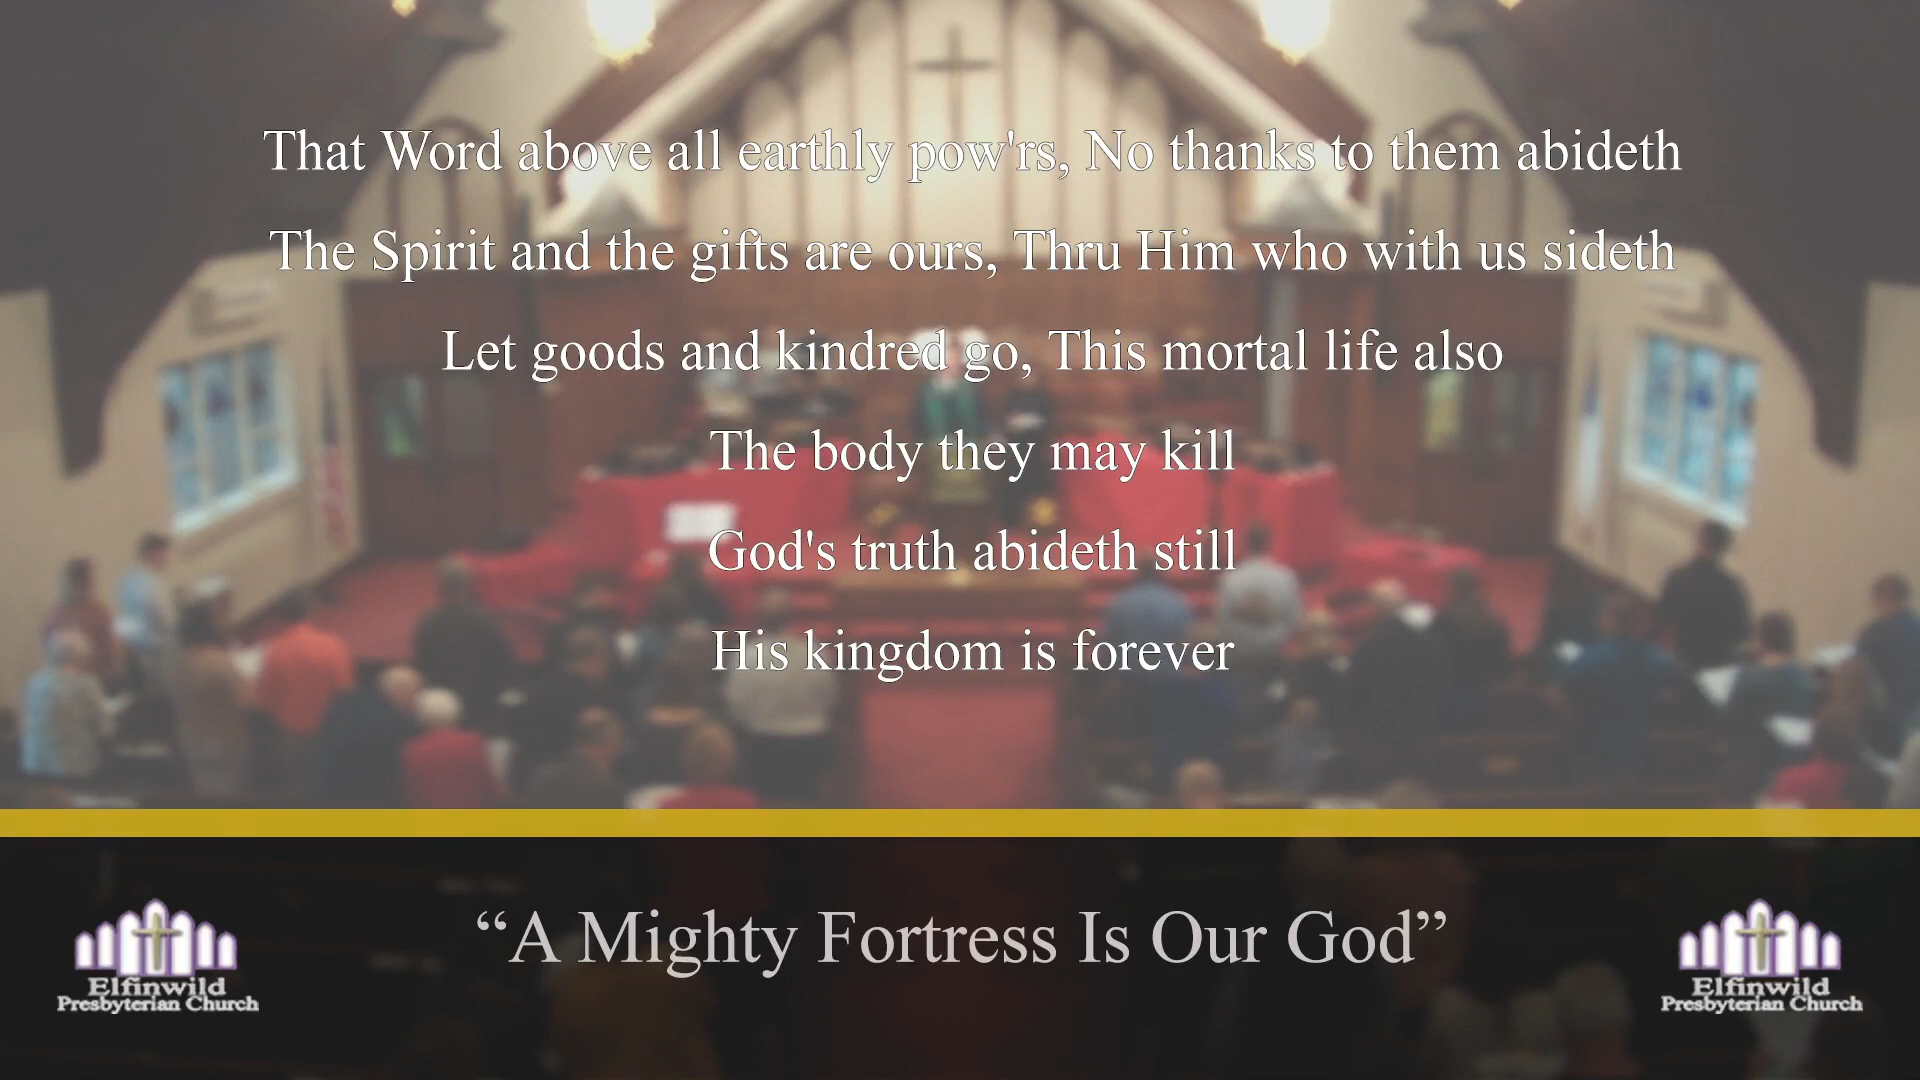 That Word above all earthly pow'rs, No thanks to them abideth
The Spirit and the gifts are ours, Thru Him who with us sideth
Let goods and kindred go, This mortal life also
The body they may kill
God's truth abideth still
His kingdom is forever
“A Mighty Fortress Is Our God”
Elfinwild
Presbyterian Church
Elfinwild
Presbyterian Church